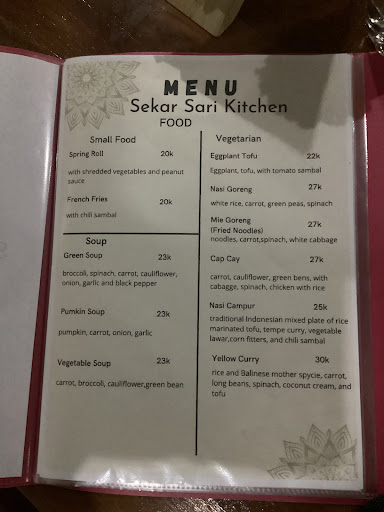 MENU
Sekar Sari Kitchen
FOOD
Small Food
Spring Roll 20k
with shredded vegetables and peanut
sauce
French Fries 20k
with chili sambal
Soup
Green Soup 23k
broccoli, spinach, carrot, cauliflower,
onion, garlic and black pepper
Pumkin Soup 23k
pumpkin, carrot, onion, garlic
Vegetable Soup 23k
carrot, broccoli, cauliflower,green bean
Vegetarian
Eggplant Tofu 22k
Eggplant, tofu, with tomato sambal
Nasi Goreng 27k
white rice, carrot, green peas, spinach
Mie Goreng 27k
(Fried Noodles)
noodles, carrot,spinach, white cabbage
Cap Cay 27k
carrot, cauliflower, green bens, with
cabagge, spinach, chicken with rice
Nasi Campur 25k
traditional Indonesian mixed plate of rice
marinated tofu, tempe curry, vegetable
lawar,corn fitters, and chili sambal
Yellow Curry 30k
rice and Balinese mother spycie, carrot,
long beans, spinach, coconut cream, and
tofu